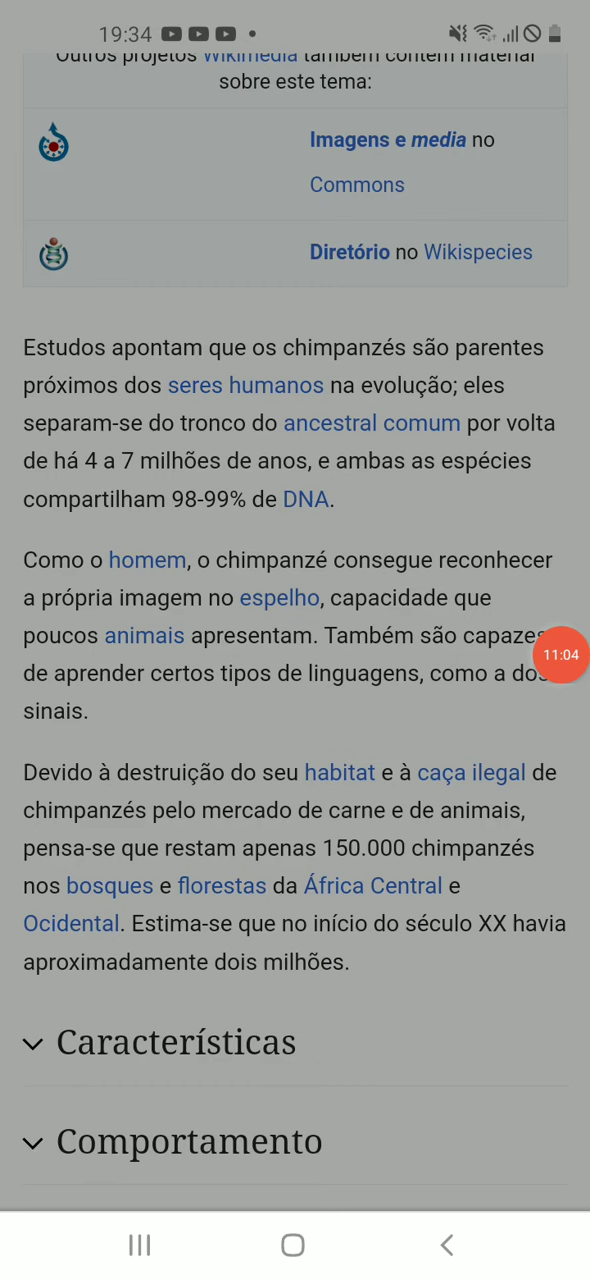 19:34
Outros projetos Wikimedia também contêm material
sobre este tema:
Imagens e media no
Commons
Diretório no Wikispecies
Estudos apontam que os chimpanzés são parentes
próximos dos seres humanos na evolução; eles
separam-se do tronco do ancestral comum por volta
de há 4 a 7 milhões de anos, e ambas as espécies
compartilham 98-99% de DNA.
Como o homem, o chimpanzé consegue reconhecer
a própria imagem no espelho, capacidade que
poucos animais apresentam. Também são capazes
11:04
de aprender certos tipos de linguagens, como a dos
sinais.
Devido à destruição do seu habitat e à caça ilegal de
chimpanzés pelo mercado de carne e de animais,
pensa-se que restam apenas 150.000 chimpanzés
nos bosques e florestas da África Central e
Ocidental. Estima-se que no início do século XX havia
aproximadamente dois milhões.
Características
Comportamento